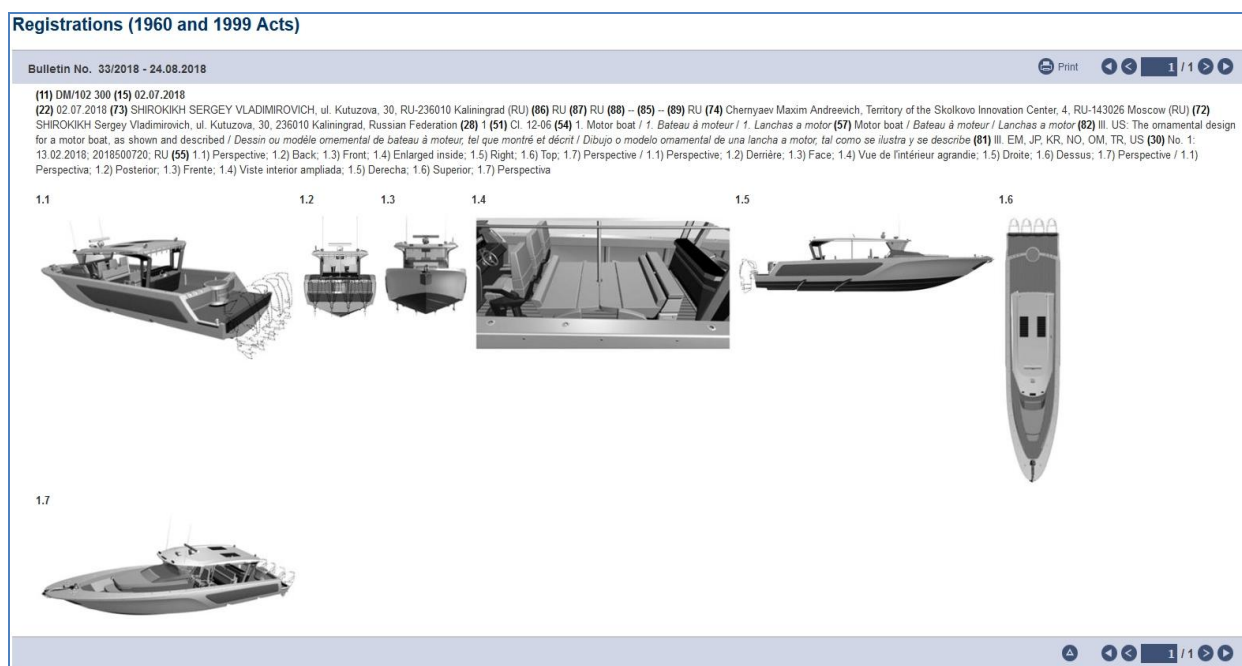 Registrations (1960 and 1999 Acts)
Bulletin No. 33/2018 - 24.08.2018
Print
1 / 1
(11) DM/102 300 (15) 02.07.2018
(22) 02.07.2018 (73) SHIROKIKH SERGEY VLADIMIROVICH, ul. Kutuzova, 30, RU-236010 Kaliningrad (RU) (86) RU (87) RU (88) -- (85) -- (89) RU (74) Chernyaev Maxim Andreevich, Territory of the Skolkovo Innovation Center, 4, RU-143026 Moscow (RU) (72)
SHIROKIKH Sergey Vladimirovich, ul. Kutuzova, 30, 236010 Kaliningrad, Russian Federation (28) 1 (51) Cl. 12-06 (54) 1. Motor boat / 1. Bateau à moteur / 1. Lanchas a motor (57) Motor boat / Bateau à moteur / Lanchas a motor (82) III. US: The ornamental design
for a motor boat, as shown and described / Dessin ou modèle ornemental de bateau à moteur, tel que montré et décrit / Dibujo o modelo ornamental de una lancha a motor, tal como se ilustra y se describe (81) III. EM, JP, KR, NO, OM, TR, US (30) No. 1:
13.02.2018; 2018500720; RU (55) 1.1) Perspective; 1.2) Back; 1.3) Front; 1.4) Enlarged inside; 1.5) Right; 1.6) Top; 1.7) Perspective / 1.1) Perspective; 1.2) Derrière; 1.3) Face; 1.4) Vue de l'intérieur agrandie; 1.5) Droite; 1.6) Dessus; 1.7) Perspective / 1.1)
Perspectiva; 1.2) Posterior; 1.3) Frente; 1.4) Viste interior ampliada; 1.5) Derecha; 1.6) Superior; 1.7) Perspectiva
1.1
1.2
1.3
1.4
1.5
1.6
1.7
1 / 1